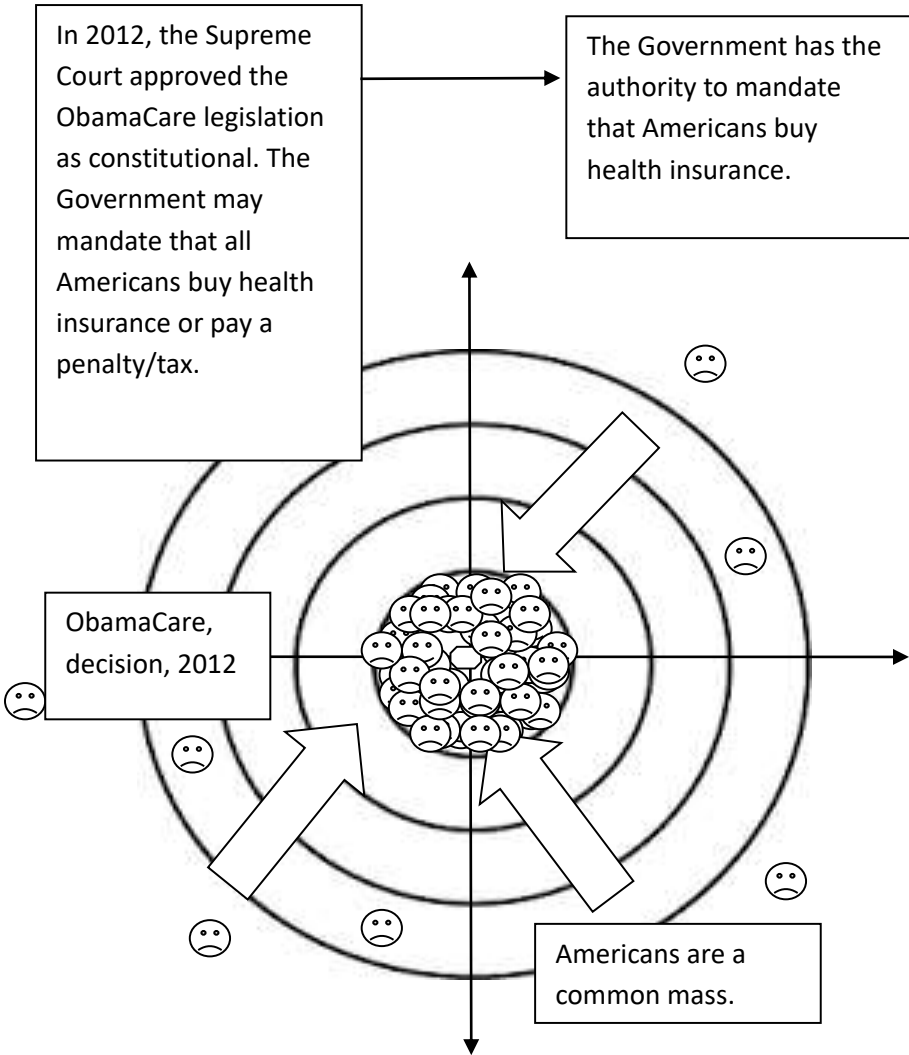 In 2012, the Supreme
Court approved the
ObamaCare legislation
as constitutional. The
Government may
mandate that all
Americans buy health
insurance or pay a
penalty/tax.
The Government has the
authority to mandate
that Americans buy
health insurance.
ObamaCare,
decision, 2012
Americans are a
common mass.